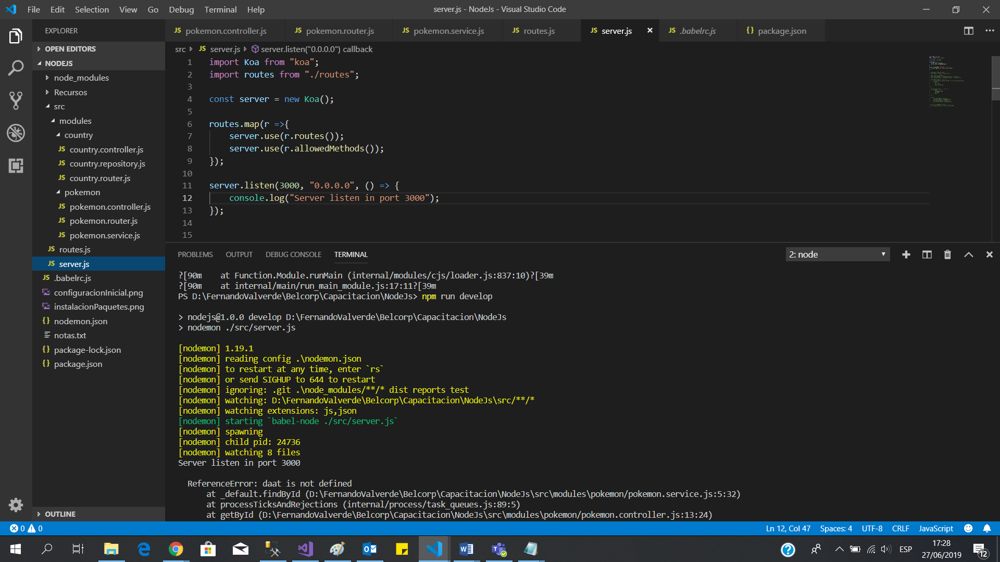 File Edit Selection View Go Debug Terminal Help
server.js - NodeJs - Visual Studio Code
EXPLORER
OPEN EDITORS
NODEJS
node_modules
Recursos
src
modules
country
JS country.controller.js
JS country.repository.js
JS country.router.js
pokemon
JS pokemon.controller.js
JS pokemon.router.js
JS pokemon.service.js
JS routes.js
JS server.js
JS .babelrc.js
configuracionInicial.png
instalacionPaquetes.png
{} nodemon.json
notas.txt
{} package-lock.json
{} package.json
OUTLINE
JS pokemon.controller.js JS pokemon.router.js JS pokemon.service.js JS routes.js JS server.js JS .babelrc.js {} package.json
src JS server.js server.listen("0.0.0.0") callback
1 import Koa from "koa";
2 import routes from "./routes";
3
4 const server = new Koa();
5
6 routes.map(r =>{
7 server.use(r.routes());
8 server.use(r.allowedMethods());
9 });
10
11 server.listen(3000, "0.0.0.0", () => {
12 console.log("Server listen in port 3000");
13 });
14
15
PROBLEMS OUTPUT DEBUG CONSOLE TERMINAL 2: node
?[90m    at Function.Module.runMain (internal/modules/cjs/loader.js:837:10)?[39m
?[90m    at internal/main/run_main_module.js:17:11?[39m
PS D:\FernandoValverde\Belcorp\Capacitacion\NodeJs> npm run develop
> nodejs@1.0.0 develop D:\FernandoValverde\Belcorp\Capacitacion\NodeJs
> nodemon ./src/server.js
[nodemon] 1.19.1
[nodemon] reading config .\nodemon.json
[nodemon] to restart at any time, enter `rs`
[nodemon] or send SIGHUP to 644 to restart
[nodemon] ignoring: .git .\node_modules/**/* dist reports test
[nodemon] watching: D:\FernandoValverde\Belcorp\Capacitacion\NodeJs\src/**/*
[nodemon] watching extensions: js,json
[nodemon] starting `babel-node ./src/server.js`
[nodemon] spawning
[nodemon] child pid: 24736
[nodemon] watching 8 files
Server listen in port 3000
ReferenceError: daat is not defined
at _default.findById (D:\FernandoValverde\Belcorp\Capacitacion\NodeJs\src\modules\pokemon/pokemon.service.js:5:32)
at processTicksAndRejections (internal/process/task_queues.js:89:5)
at getById (D:\FernandoValverde\Belcorp\Capacitacion\NodeJs\src\modules\pokemon/pokemon.controller.js:13:24)
0 0 Ln 12, Col 47 Spaces: 4 UTF-8 CRLF JavaScript
ESP
17:28
27/06/2019
12